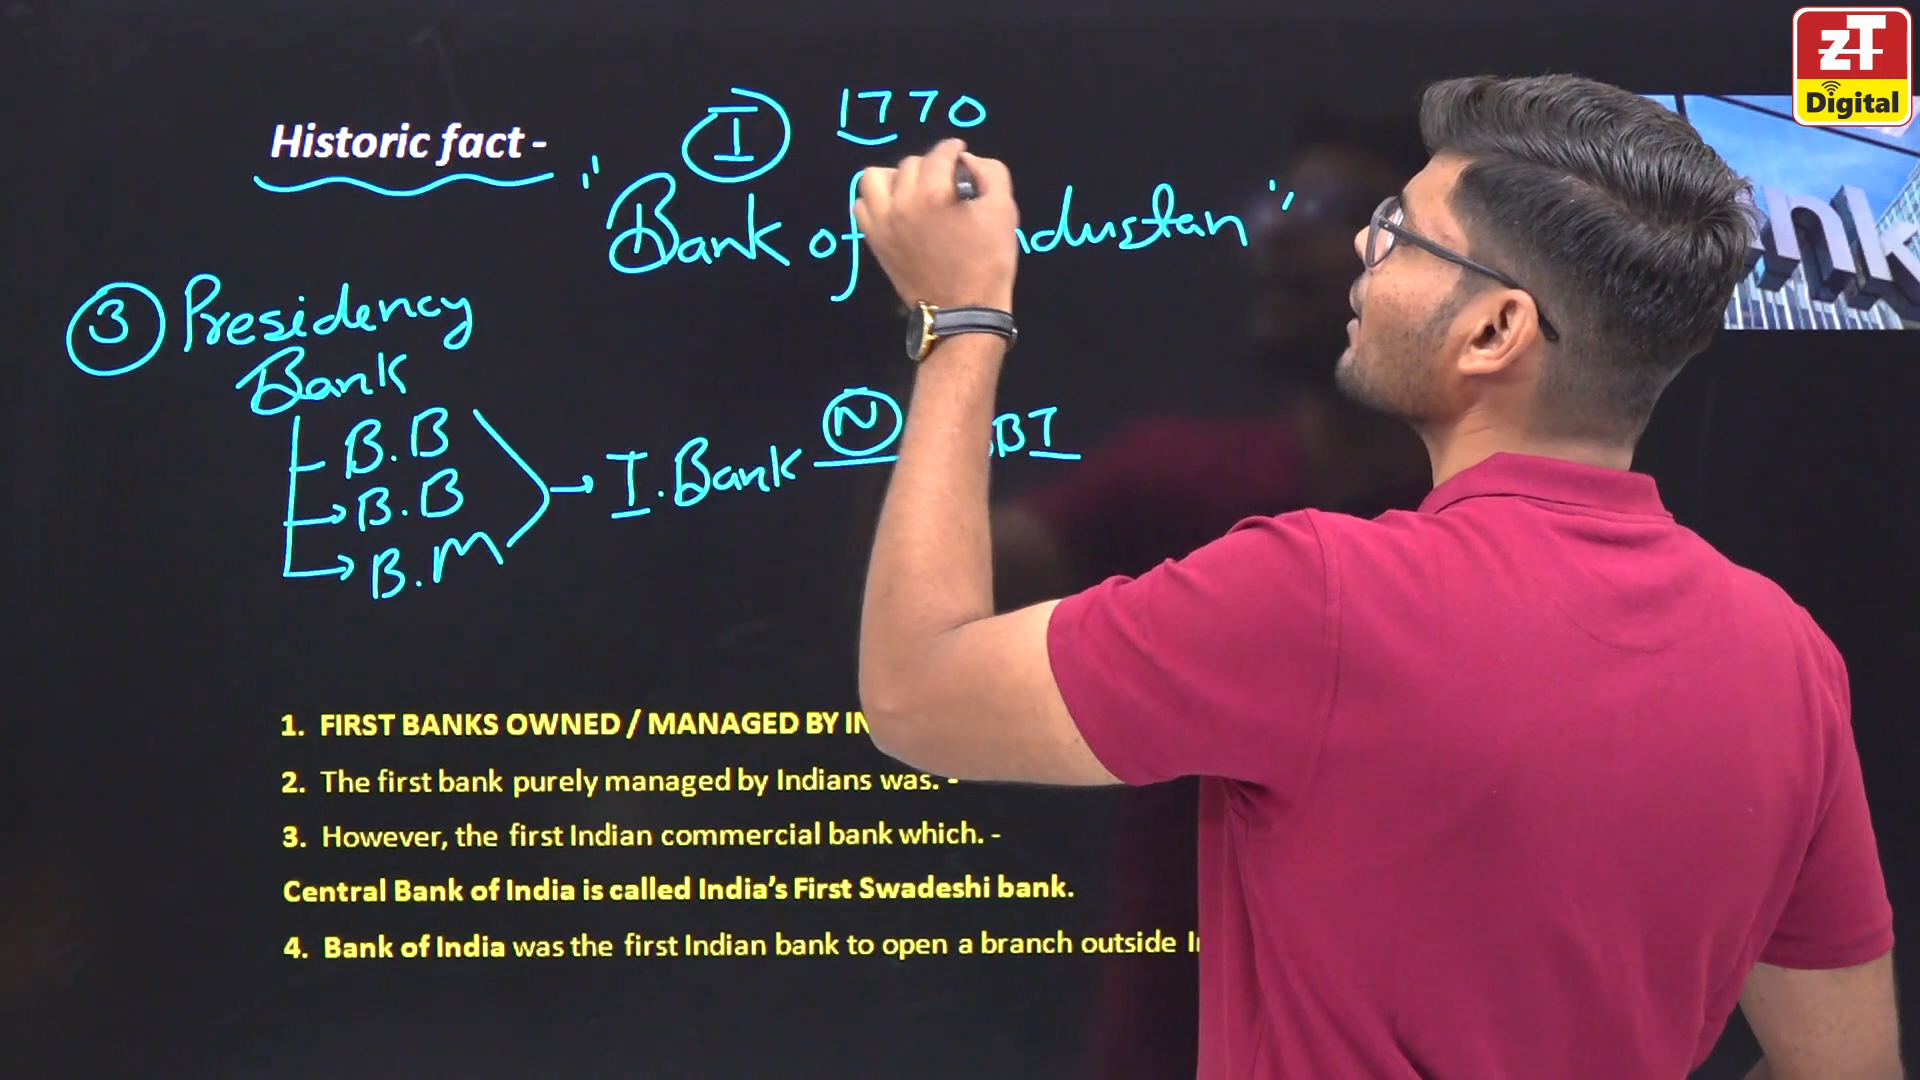 zT
Digital
Historic fact -
I 1770
"Bank of ndustan"
3 Presidency
Bank
B.B
B.B
B.M
I. Bank N BI
nk
1. FIRST BANKS OWNED / MANAGED BY IN
2. The first bank purely managed by Indians was. -
3. However, the first Indian commercial bank which. -
Central Bank of India is called India's First Swadeshi bank.
4. Bank of India was the first Indian bank to open a branch outside I